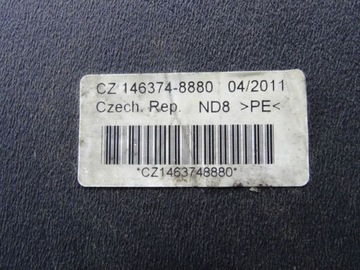 CZ 146374-8880 04/2011
Czech. Rep. ND8 >PE<
*CZ1463748880*